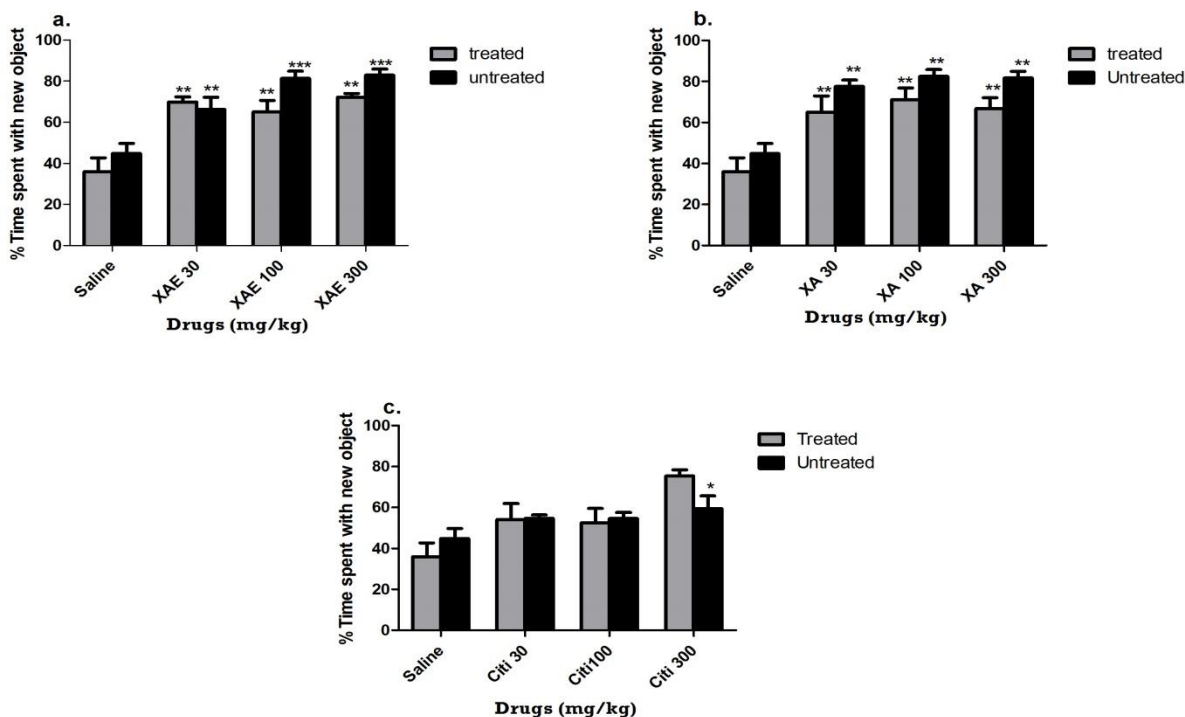 a.
% Time spent with new object
100
80
60
40
20
0
** ** ** *** ** ***
treated
untreated
Saline
XAE 30
XAE 100
XAE 300
Drugs (mg/kg)
b.
% Time spent with new object
100
80
60
40
20
0
** ** ** ** ** **
treated
Untreated
Saline
XA 30
XA 100
XA 300
Drugs (mg/kg)
c.
% Time spent with new object
100
80
60
40
20
0
*
Treated
Untreated
Saline
Citi 30
Citi100
Citi 300
Drugs (mg/kg)